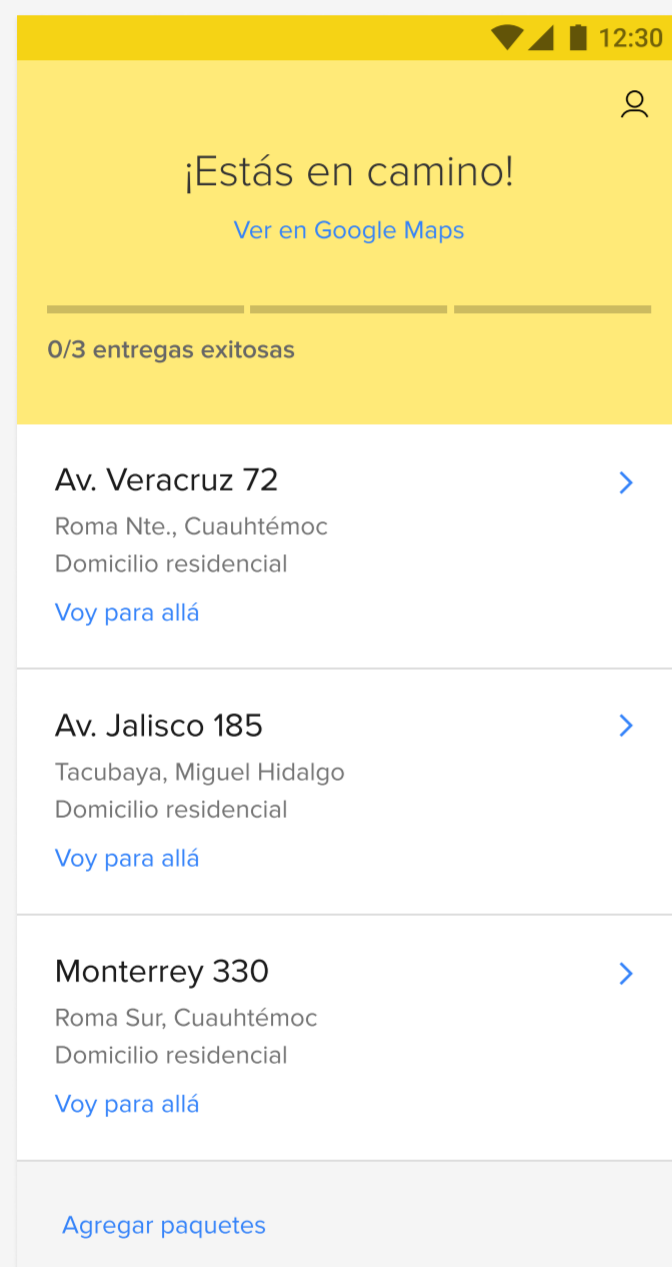 12:30
¡Estás en camino!
Ver en Google Maps
0/3 entregas exitosas
Av. Veracruz 72
Roma Nte., Cuauhtémoc
Domicilio residencial
Voy para allá
Av. Jalisco 185
Tacubaya, Miguel Hidalgo
Domicilio residencial
Voy para allá
Monterrey 330
Roma Sur, Cuauhtémoc
Domicilio residencial
Voy para allá
Agregar paquetes